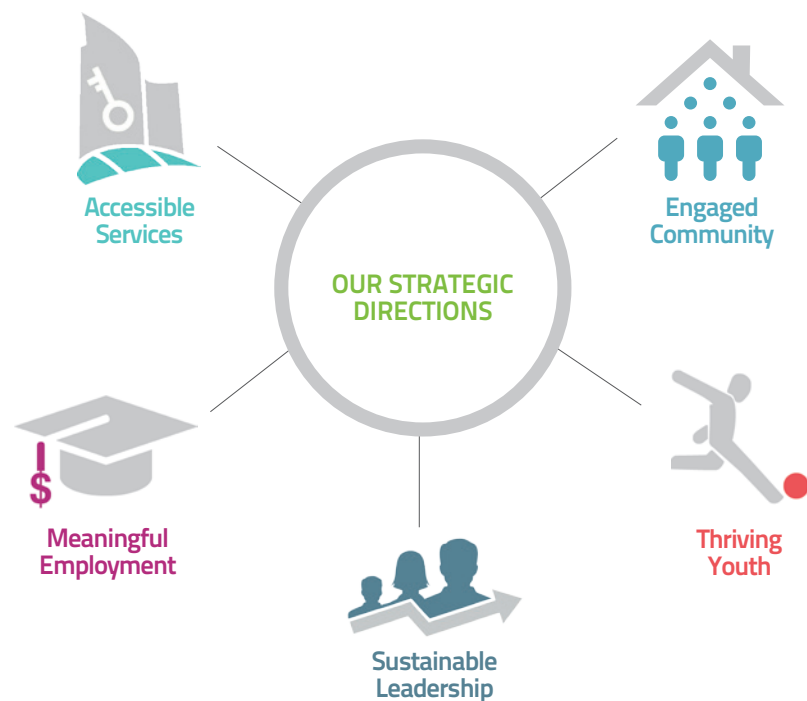 Accessible
Services
Engaged
Community
OUR STRATEGIC
DIRECTIONS
$
Meaningful
Employment
Thriving
Youth
Sustainable
Leadership